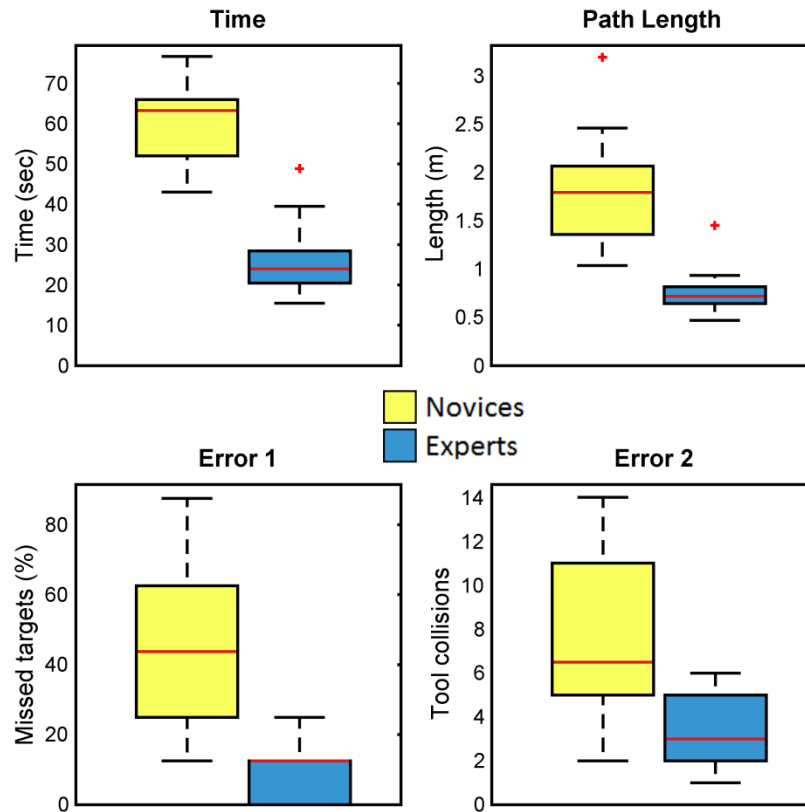 Time
Time (sec)
70
60
50
40
30
20
10
0
Path Length
Length (m)
3
2.5
2
1.5
1
0.5
0
Novices
Experts
Error 1
Missed targets (%)
80
60
40
20
0
Error 2
Tool collisions
14
12
10
8
6
4
2
0